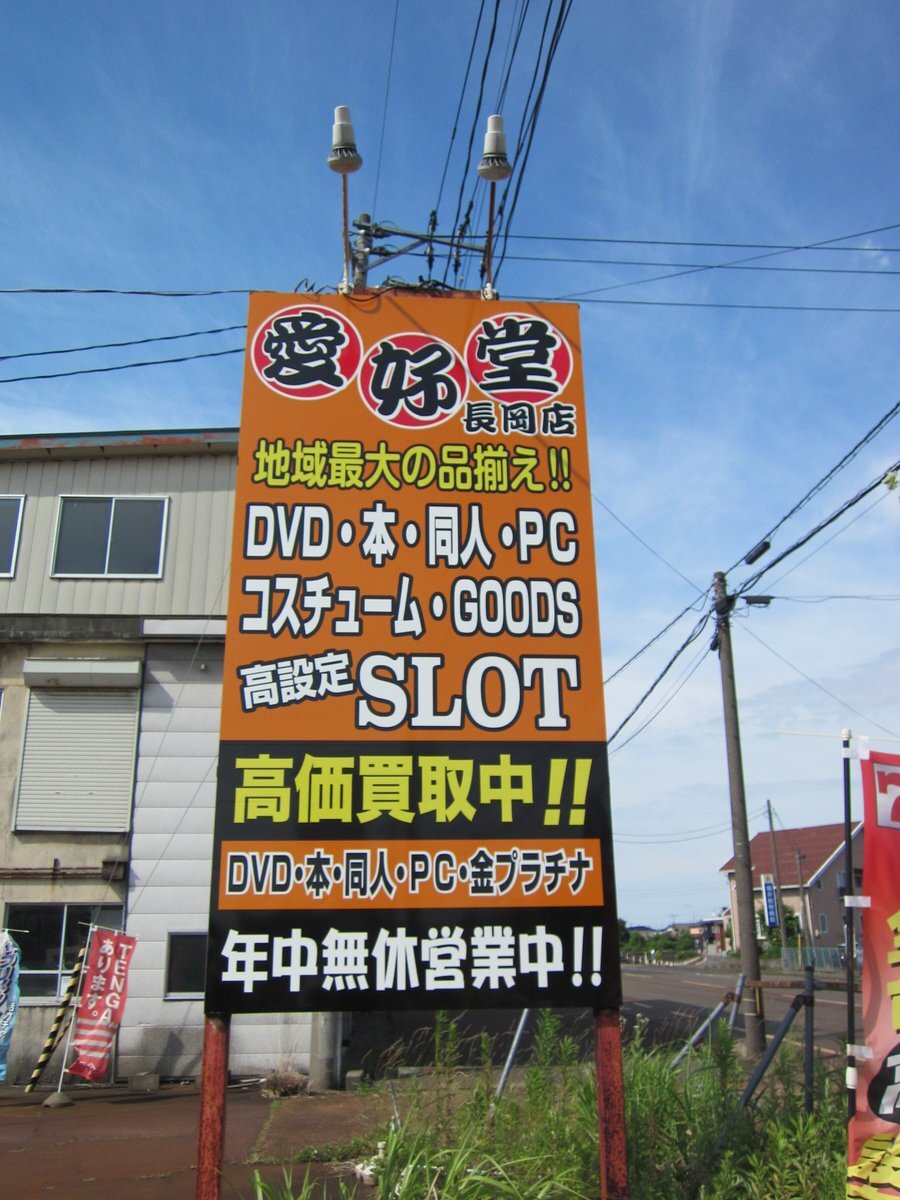 愛好堂
長岡店
地域最大の品揃え!!
DVD・本・同人・PC
コスチューム・GOODS
高設定SLOT
高価買取中!!
DVD・本・同人・PC・金プラチナ
年中無休営業中!!
TENGA
あります。